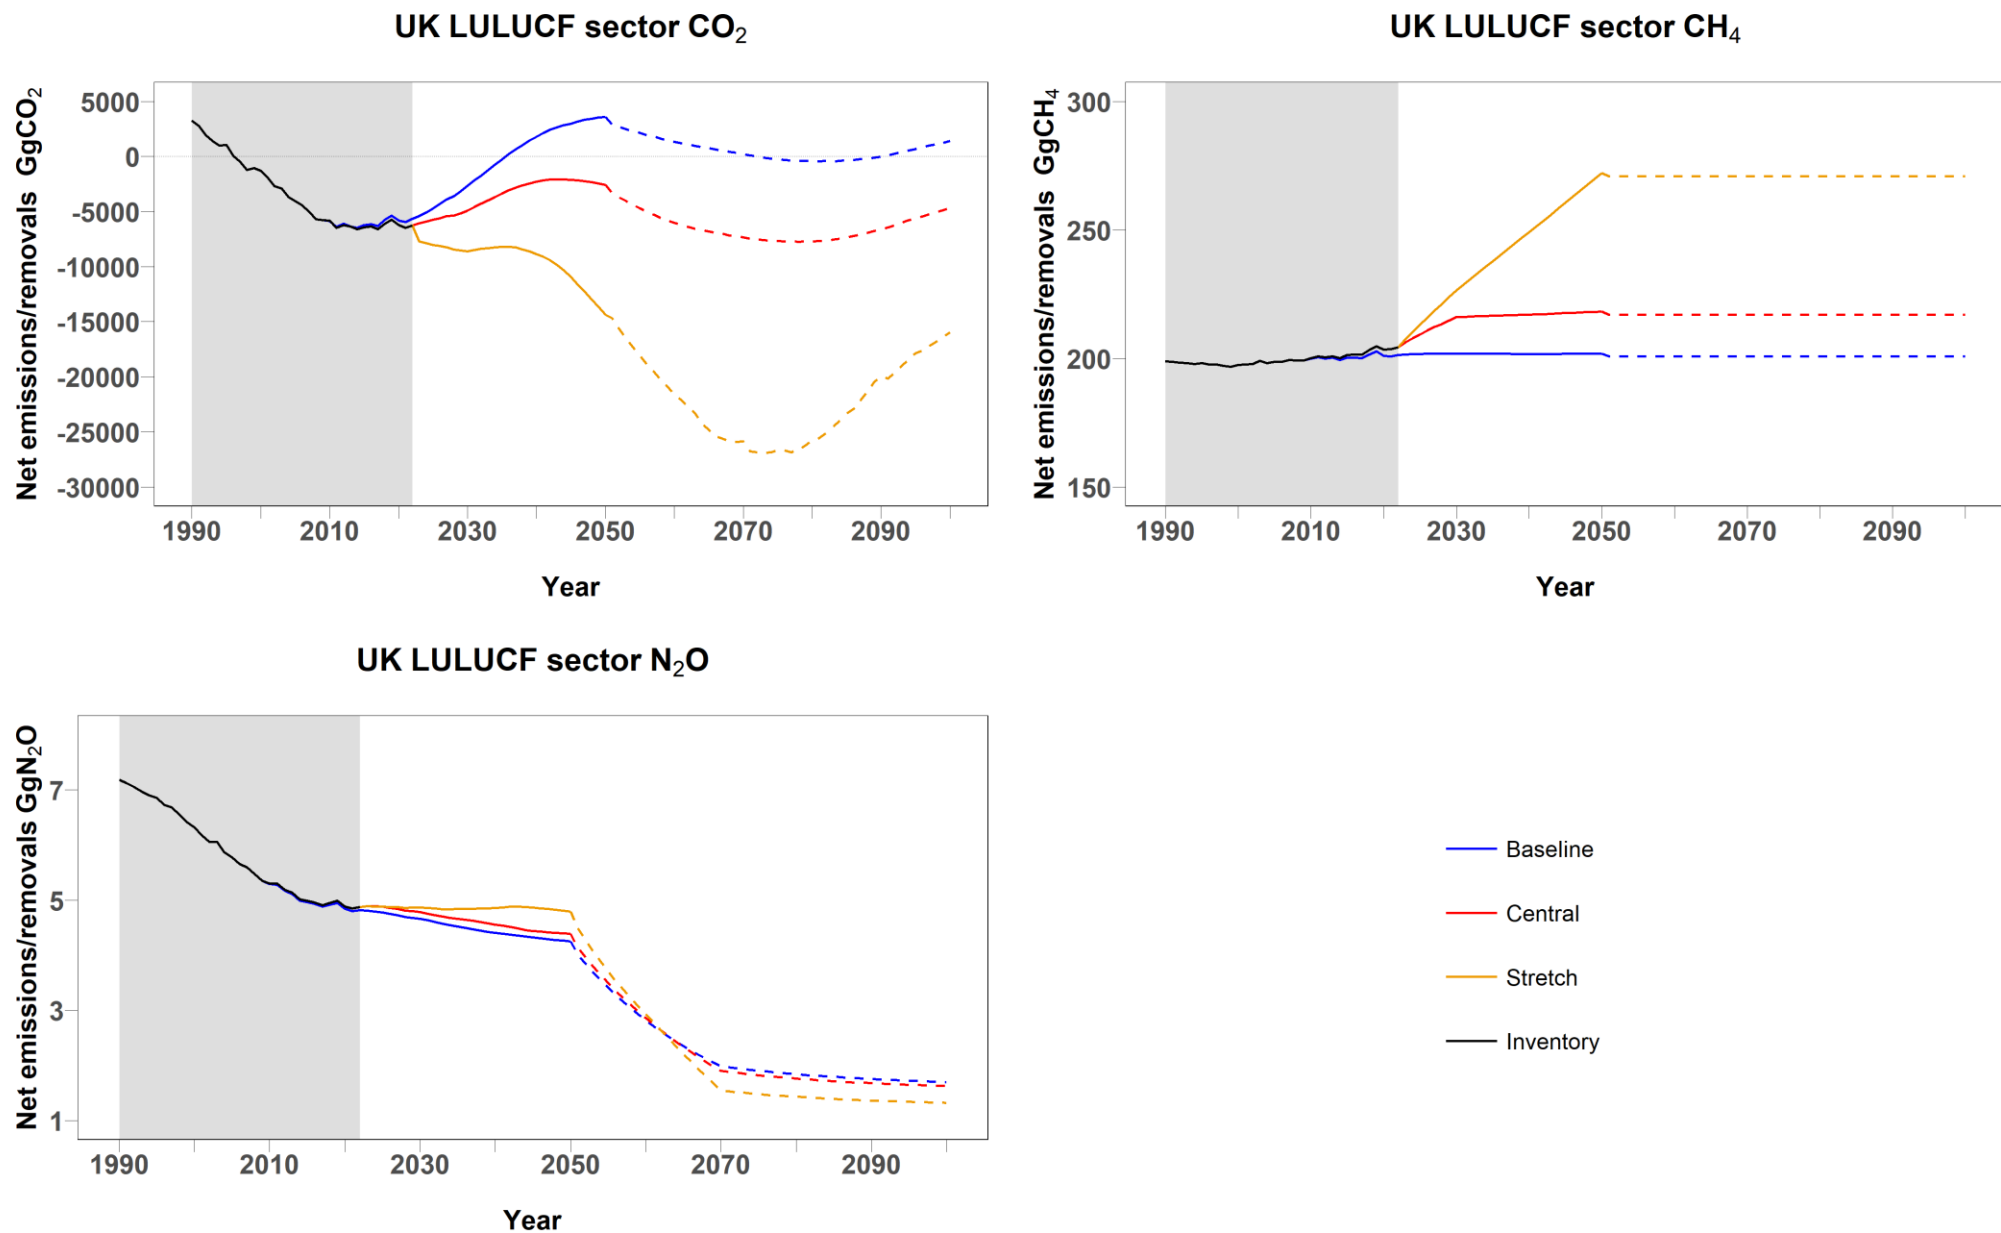 UK LULUCF sector CO₂
Net emissions/removals GgCO₂
5000
0
-5000
-10000
-15000
-20000
-25000
-30000
1990 2010 2030 2050 2070 2090
Year
UK LULUCF sector CH₄
Net emissions/removals GgCH₄
300
250
200
150
1990 2010 2030 2050 2070 2090
Year
UK LULUCF sector N₂O
Net emissions/removals GgN₂O
7
5
3
1
1990 2010 2030 2050 2070 2090
Year
Baseline
Central
Stretch
Inventory